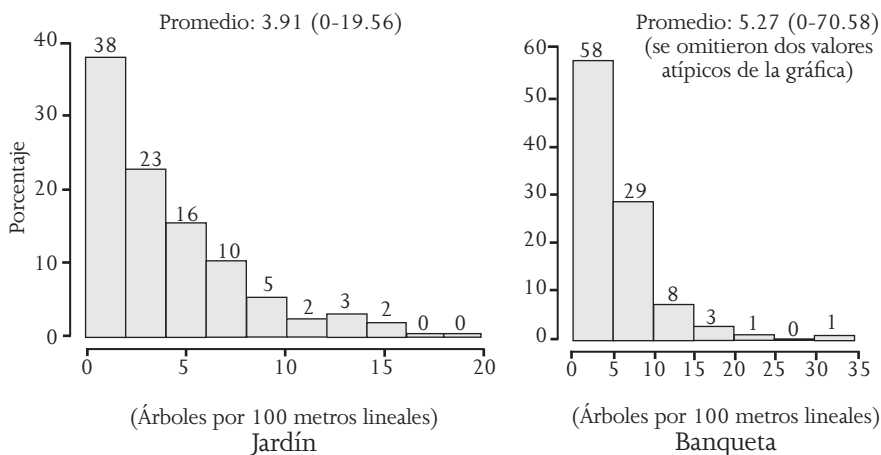 Promedio: 3.91 (0-19.56)
40
30
20
10
0
Porcentaje
38
23
16
10
5
2
3
2
0
0
0 5 10 15 20
(Árboles por 100 metros lineales)
Jardín
Promedio: 5.27 (0-70.58)
(se omitieron dos valores
atípicos de la gráfica)
60
50
40
30
20
10
0
58
29
8
3
1
0
1
0 5 10 15 20 25 30 35
(Árboles por 100 metros lineales)
Banqueta